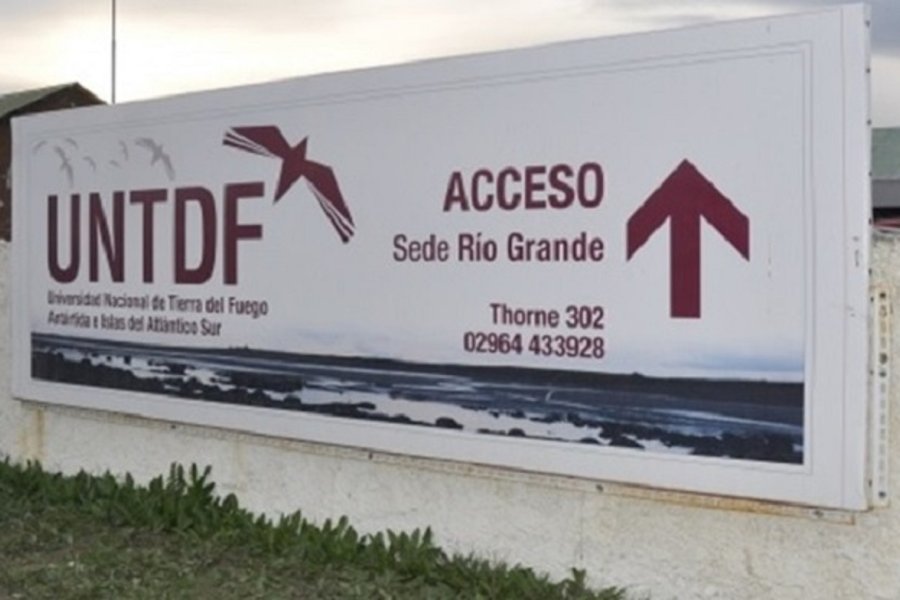 UNTDF
Universidad Nacional de Tierra del Fuego
Antártida e Islas del Atlántico Sur
ACCESO
Sede Río Grande
Thorne 302
02964 433928